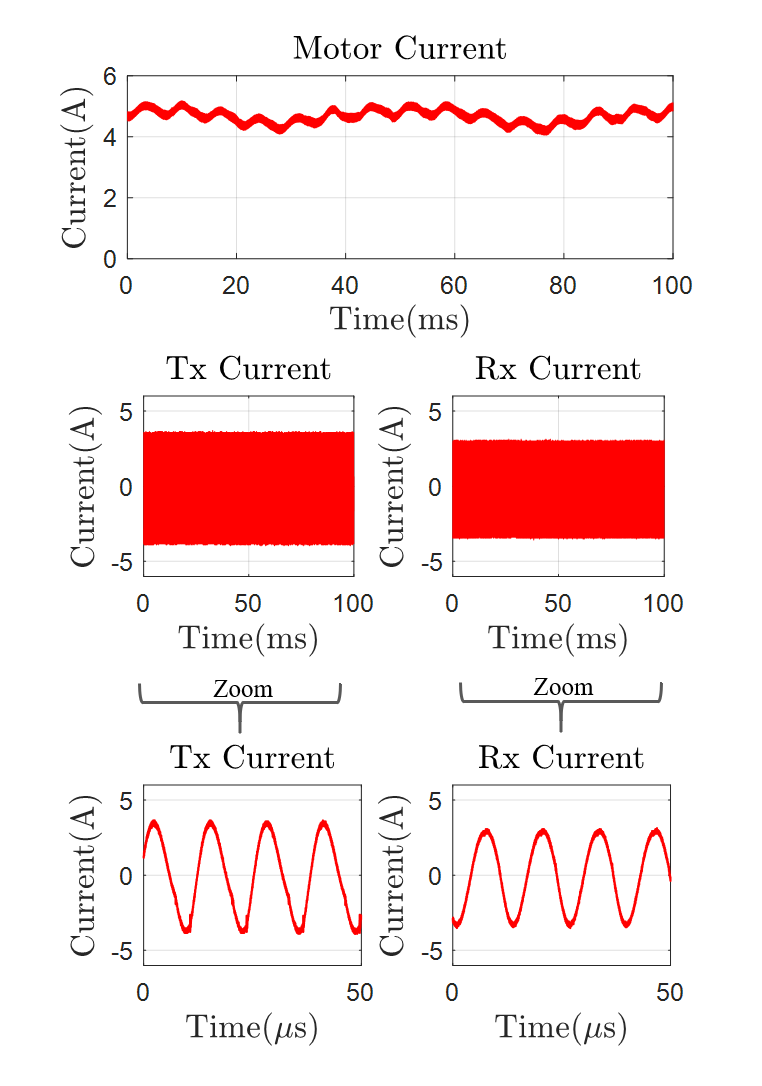 Motor Current
6
4
2
0
Current(A)
0 20 40 60 80 100
Time(ms)
Tx Current Rx Current
5 5
0 0
-5 -5
Current(A) Current(A)
0 50 100 0 50 100
Time(ms) Time(ms)
Zoom Zoom
Tx Current Rx Current
5 5
0 0
-5 -5
Current(A) Current(A)
0 50 0 50
Time(μs) Time(μs)